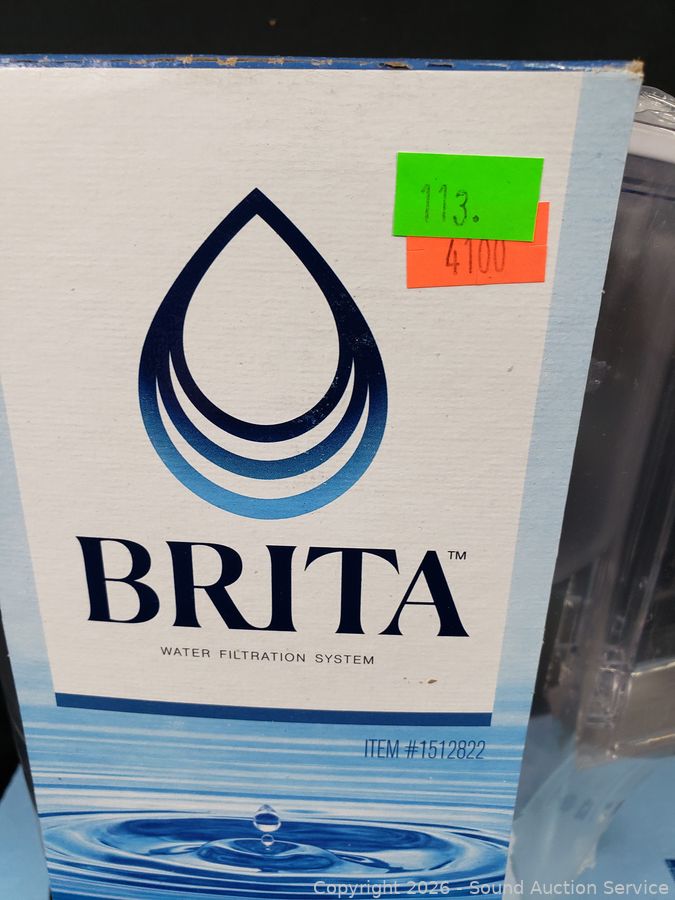 113.
4100
BRITA™
WATER FILTRATION SYSTEM
ITEM #1512822
Copyright 2026 - Sound Auction Service